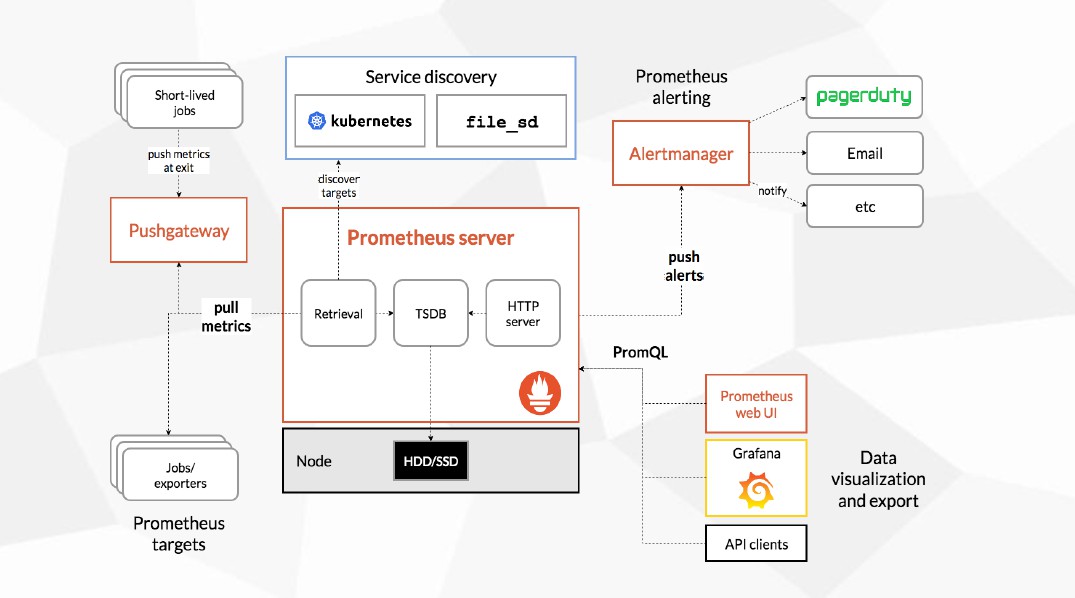 Short-lived
jobs
push metrics
at exit
Pushgateway
pull
metrics
Jobs/
exporters
Prometheus
targets
Service discovery
kubernetes
file_sd
discover
targets
Prometheus server
Retrieval
TSDB
HTTP
server
Node
HDD/SSD
Prometheus
alerting
Alertmanager
pagerduty
Email
etc
notify
push
alerts
PromQL
Prometheus
web UI
Grafana
API clients
Data
visualization
and export